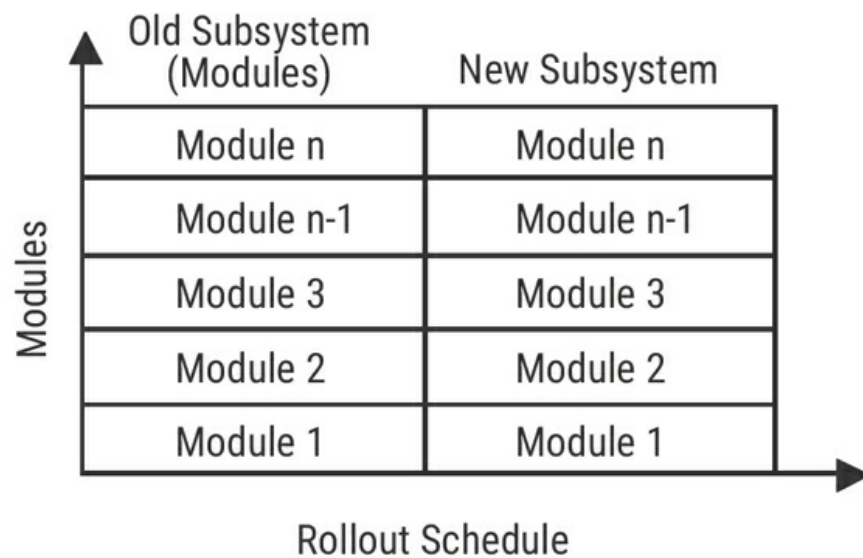 Old Subsystem
(Modules)
New Subsystem
Module n
Module n
Module n-1
Module n-1
Module 3
Module 3
Module 2
Module 2
Module 1
Module 1
Modules
Rollout Schedule